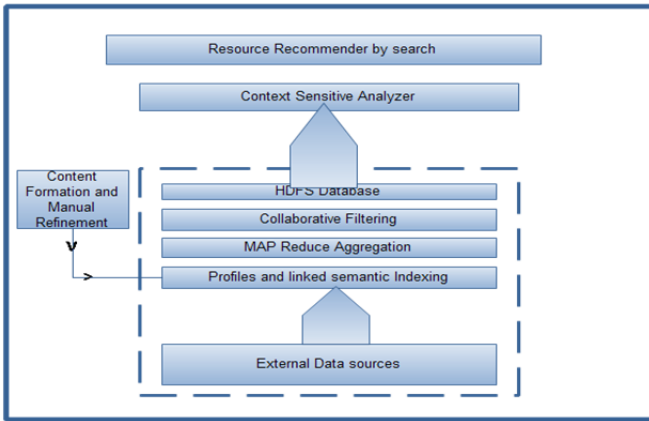 Resource Recommender by search
Context Sensitive Analyzer
Content
Formation and
Manual
Refinement
HDFS Database
Collaborative Filtering
MAP Reduce Aggregation
Profiles and linked semantic Indexing
External Data sources